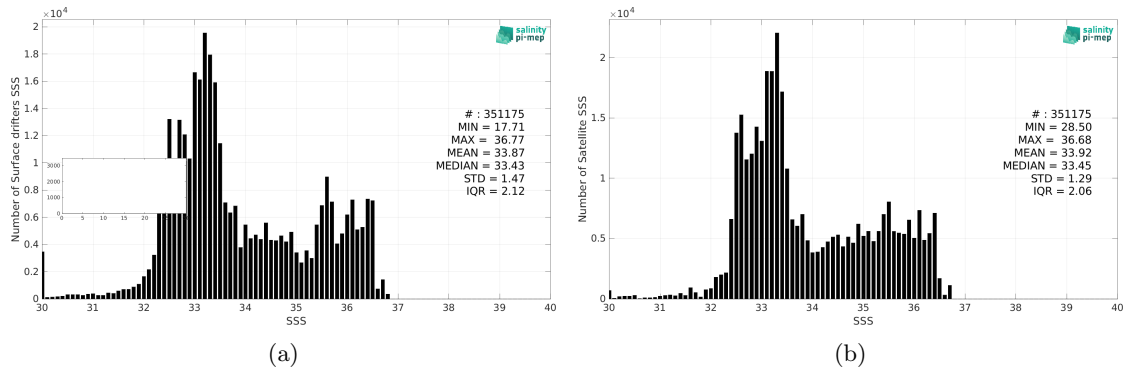 ×10⁴
2
1.8
1.6
1.4
1.2
1
0.8
0.6
0.4
0.2
0
Number of Surface drifters SSS
30 31 32 33 34 35 36 37 38 39 40
SSS
3000
2000
1000
0
0 5 10 15 20
salinity
pi-mep
# : 351175
MIN = 17.71
MAX = 36.77
MEAN = 33.87
MEDIAN = 33.43
STD = 1.47
IQR = 2.12
(a)
×10⁴
2
1.5
1
0.5
0
Number of Satellite SSS
30 31 32 33 34 35 36 37 38 39 40
SSS
salinity
pi-mep
# : 351175
MIN = 28.50
MAX = 36.68
MEAN = 33.92
MEDIAN = 33.45
STD = 1.29
IQR = 2.06
(b)